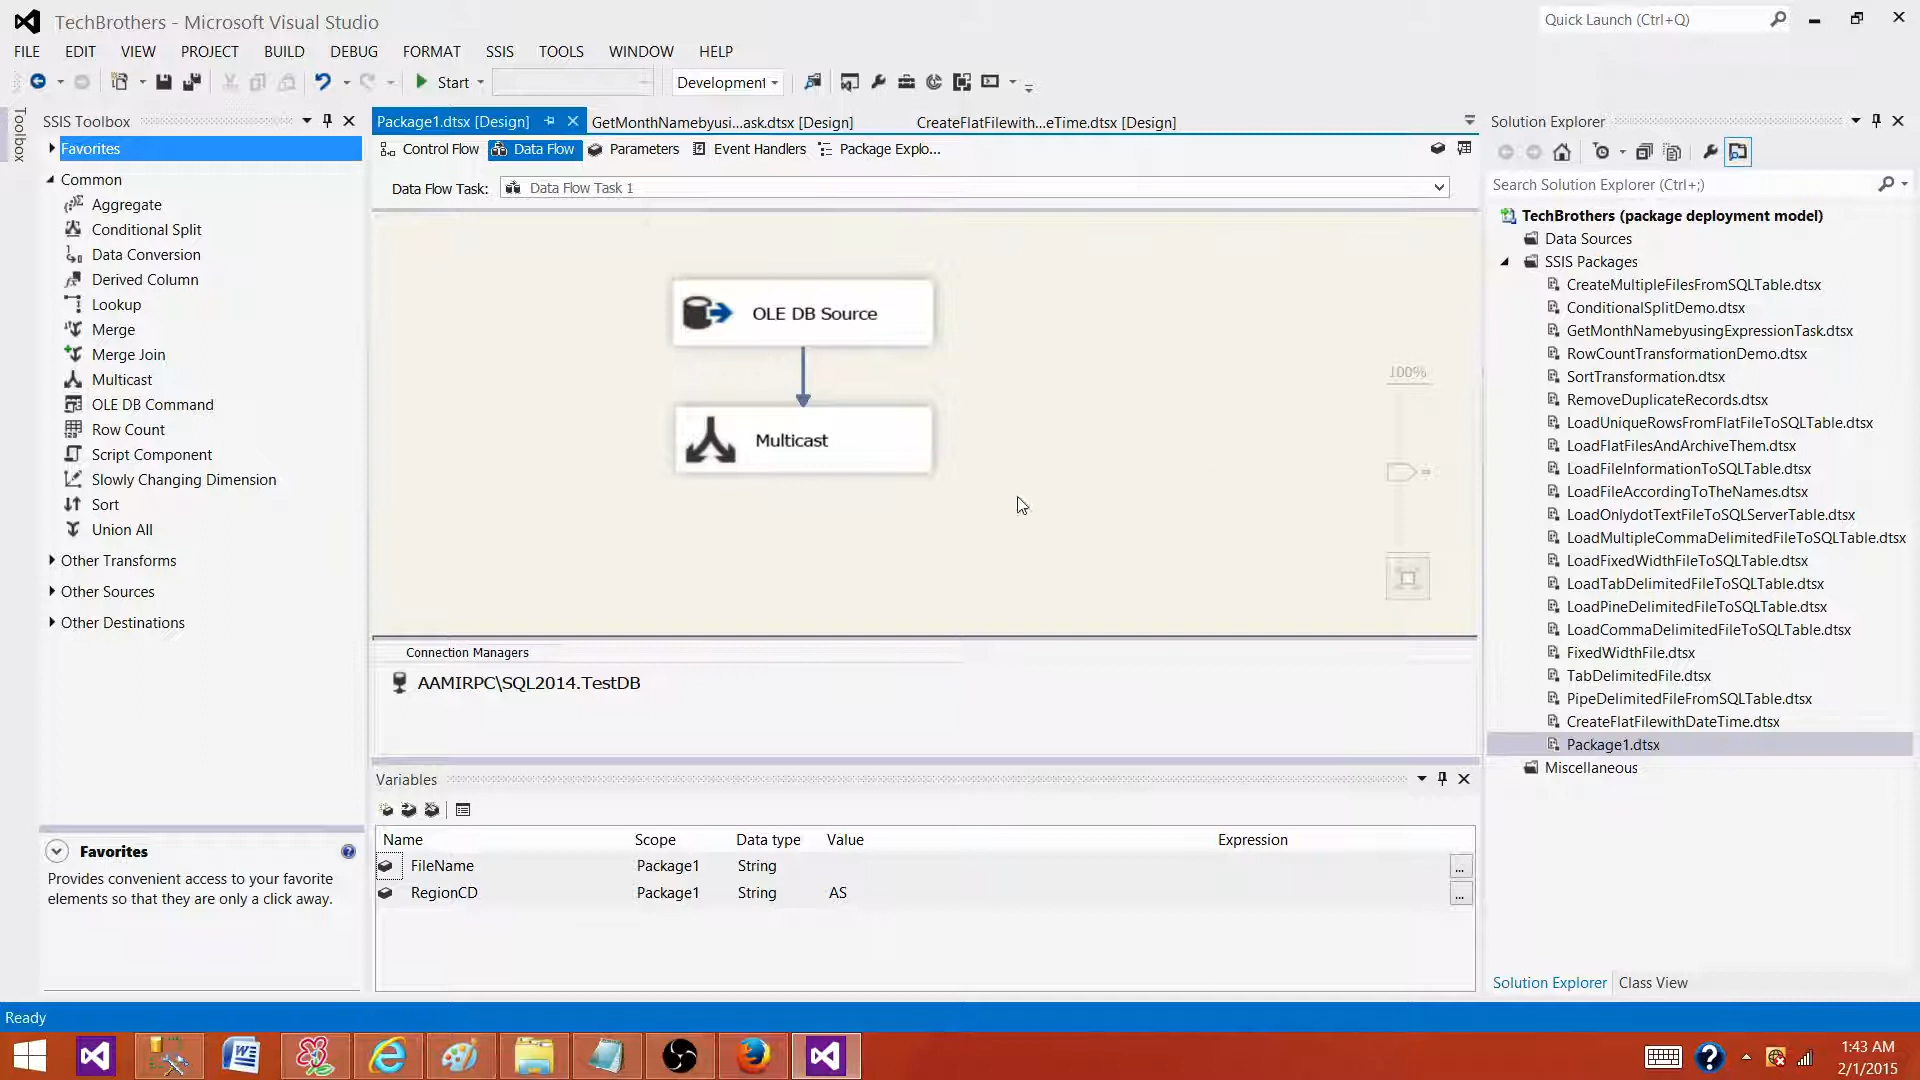 TechBrothers - Microsoft Visual Studio
Quick Launch (Ctrl+Q)
FILE EDIT VIEW PROJECT BUILD DEBUG FORMAT SSIS TOOLS WINDOW HELP
Start Development
Toolbox
SSIS Toolbox
Favorites
Common
Aggregate
Conditional Split
Data Conversion
Derived Column
Lookup
Merge
Merge Join
Multicast
OLE DB Command
Row Count
Script Component
Slowly Changing Dimension
Sort
Union All
Other Transforms
Other Sources
Other Destinations
Favorites
Provides convenient access to your favorite
elements so that they are only a click away.
Package1.dtsx [Design] GetMonthNamebyusi...ask.dtsx [Design] CreateFlatFilewith...eTime.dtsx [Design]
Control Flow Data Flow Parameters Event Handlers Package Explo...
Data Flow Task: Data Flow Task 1
OLE DB Source
Multicast
100%
Connection Managers
AAMIRPC\SQL2014.TestDB
Variables
Name Scope Data type Value Expression
FileName Package1 String ...
RegionCD Package1 String AS ...
Solution Explorer
Search Solution Explorer (Ctrl+;)
TechBrothers (package deployment model)
Data Sources
SSIS Packages
CreateMultipleFilesFromSQLTable.dtsx
ConditionalSplitDemo.dtsx
GetMonthNamebyusingExpressionTask.dtsx
RowCountTransformationDemo.dtsx
SortTransformation.dtsx
RemoveDuplicateRecords.dtsx
LoadUniqueRowsFromFlatFileToSQLTable.dtsx
LoadFlatFilesAndArchiveThem.dtsx
LoadFileInformationToSQLTable.dtsx
LoadFileAccordingToTheNames.dtsx
LoadOnlydotTextFileToSQLServerTable.dtsx
LoadMultipleCommaDelimitedFileToSQLTable.dtsx
LoadFixedWidthFileToSQLTable.dtsx
LoadTabDelimitedFileToSQLTable.dtsx
LoadPineDelimitedFileToSQLTable.dtsx
LoadCommaDelimitedFileToSQLTable.dtsx
FixedWidthFile.dtsx
TabDelimitedFile.dtsx
PipeDelimitedFileFromSQLTable.dtsx
CreateFlatFilewithDateTime.dtsx
Package1.dtsx
Miscellaneous
Solution Explorer Class View
Ready
1:43 AM
2/1/2015